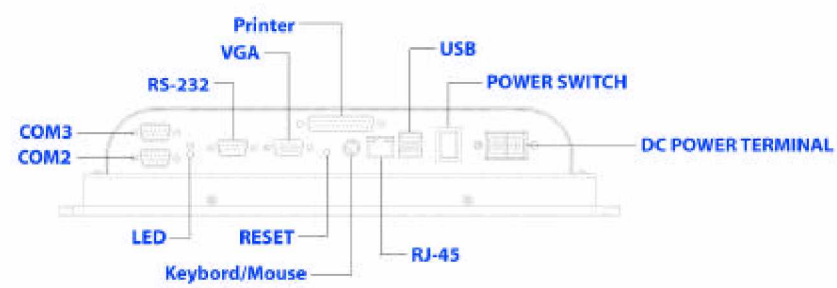 Printer
VGA
USB
RS-232
POWER SWITCH
COM3
COM2
DC POWER TERMINAL
LED
RESET
RJ-45
Keybord/Mouse